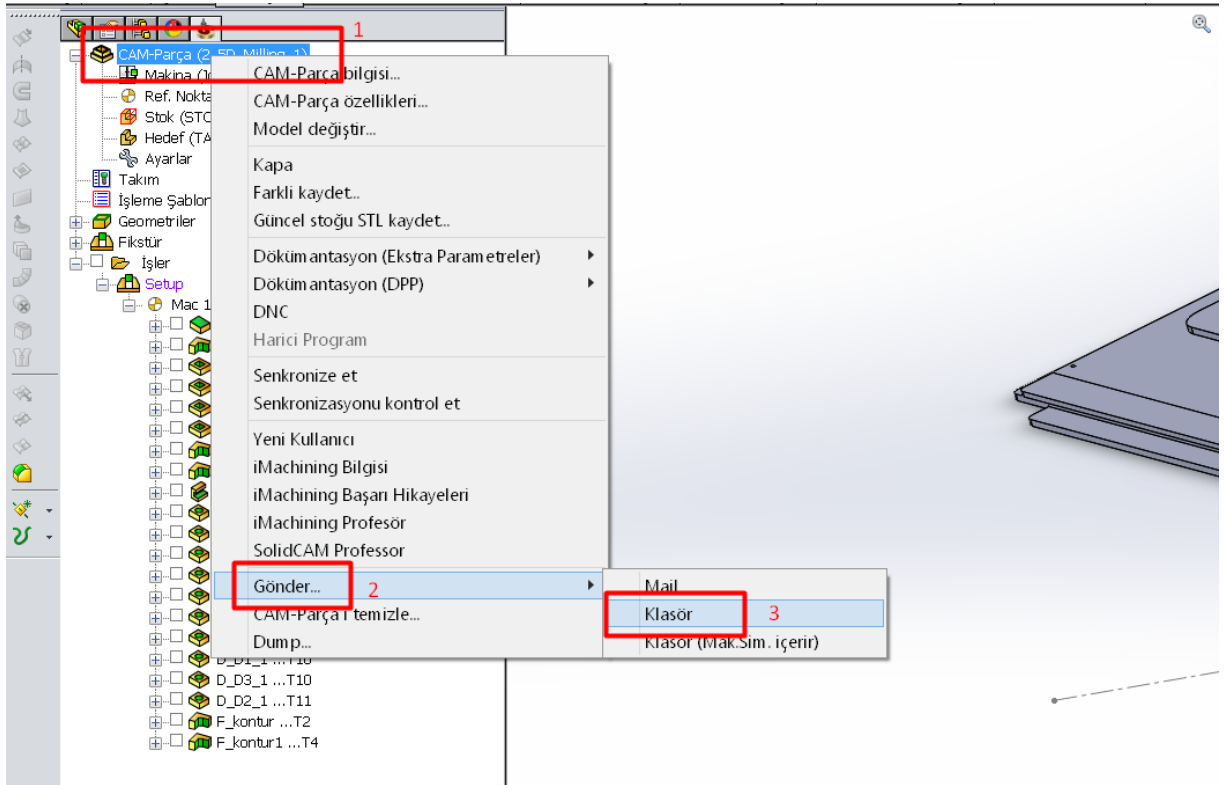 1
CAM-Parça (2_5D_Milling_1)
Makina
Ref. Nokta
Stok (STO
Hedef (TA
Ayarlar
Takım
İşleme Şablon
Geometriler
Fikstür
İşler
Setup
Mac 1
CAM-Parça bilgisi...
CAM-Parça özellikleri...
Model değiştir...
Kapa
Farkli kaydet...
Güncel stoğu STL kaydet...
Dökümantasyon (Ekstra Parametreler)
Dökümantasyon (DPP)
DNC
Harici Program
Senkronize et
Senkronizasyonu kontrol et
Yeni Kullanıcı
iMachining Bilgisi
iMachining Başarı Hikayeleri
iMachining Profesör
SolidCAM Professor
Gönder... 2
CAM-Parça'i temizle...
Dump...
Mail
Klasör 3
Klasör (Mak.Sim. içerir)
D_D1_1 ...T10
D_D3_1 ...T10
D_D2_1 ...T11
F_kontur ...T2
F_kontur1 ...T4